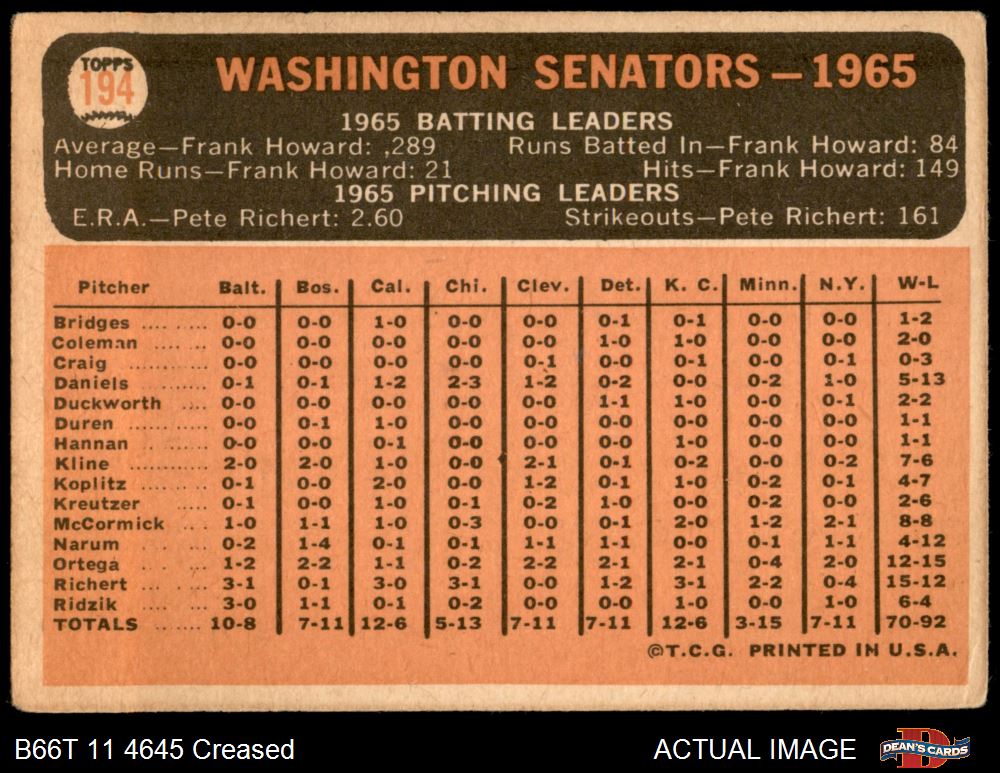 TOPPS
194
WASHINGTON SENATORS – 1965
1965 BATTING LEADERS
Average—Frank Howard: .289 Runs Batted In—Frank Howard: 84
Home Runs—Frank Howard: 21 Hits—Frank Howard: 149
1965 PITCHING LEADERS
E.R.A.—Pete Richert: 2.60 Strikeouts—Pete Richert: 161
Pitcher Balt. Bos. Cal. Chi. Clev. Det. K. C. Minn. N.Y. W-L
Bridges .... ........ 0-0 0-0 1-0 0-0 0-0 0-1 0-1 0-0 0-0 1-2
Coleman .... .... 0-0 0-0 0-0 0-0 0-0 1-0 1-0 0-0 0-0 2-0
Craig .......... 0-0 0-0 0-0 0-0 0-1 0-0 0-1 0-0 0-1 0-3
Daniels .......... 0-1 0-1 1-2 2-3 1-2 0-2 0-0 0-2 1-0 5-13
Duckworth .... 0-0 0-0 0-0 0-0 0-0 1-1 1-0 0-0 0-1 2-2
Duren .... ........ 0-0 0-1 1-0 0-0 0-0 0-0 0-0 0-0 0-0 1-1
Hannan .......... 0-0 0-0 0-1 0-0 0-0 0-0 1-0 0-0 0-0 1-1
Kline ............ 2-0 2-0 1-0 0-0 2-1 0-1 0-2 0-0 0-2 7-6
Koplitz .......... 0-1 0-0 2-0 0-0 1-2 0-1 1-0 0-2 0-1 4-7
Kreutzer ...... 0-1 0-0 1-0 0-1 0-2 1-0 0-0 0-2 0-0 2-6
McCormick .. . 1-0 1-1 1-0 0-3 0-0 0-1 2-0 1-2 2-1 8-8
Narum ... ...... 0-2 1-4 0-1 0-1 1-1 1-1 0-0 0-1 1-1 4-12
Ortega ... ...... 1-2 2-2 1-1 0-2 2-2 2-1 2-1 0-4 2-0 12-15
Richert ... ...... 3-1 0-1 3-0 3-1 0-0 1-2 3-1 2-2 0-4 15-12
Ridzik .... ...... 3-0 1-1 0-1 0-2 0-0 0-0 1-0 0-0 1-0 6-4
TOTALS ........ 10-8 7-11 12-6 5-13 7-11 7-11 12-6 3-15 7-11 70-92
©T.C.G. PRINTED IN U.S.A.
B66T 11 4645 Creased ACTUAL IMAGE
DEAN'S CARDS